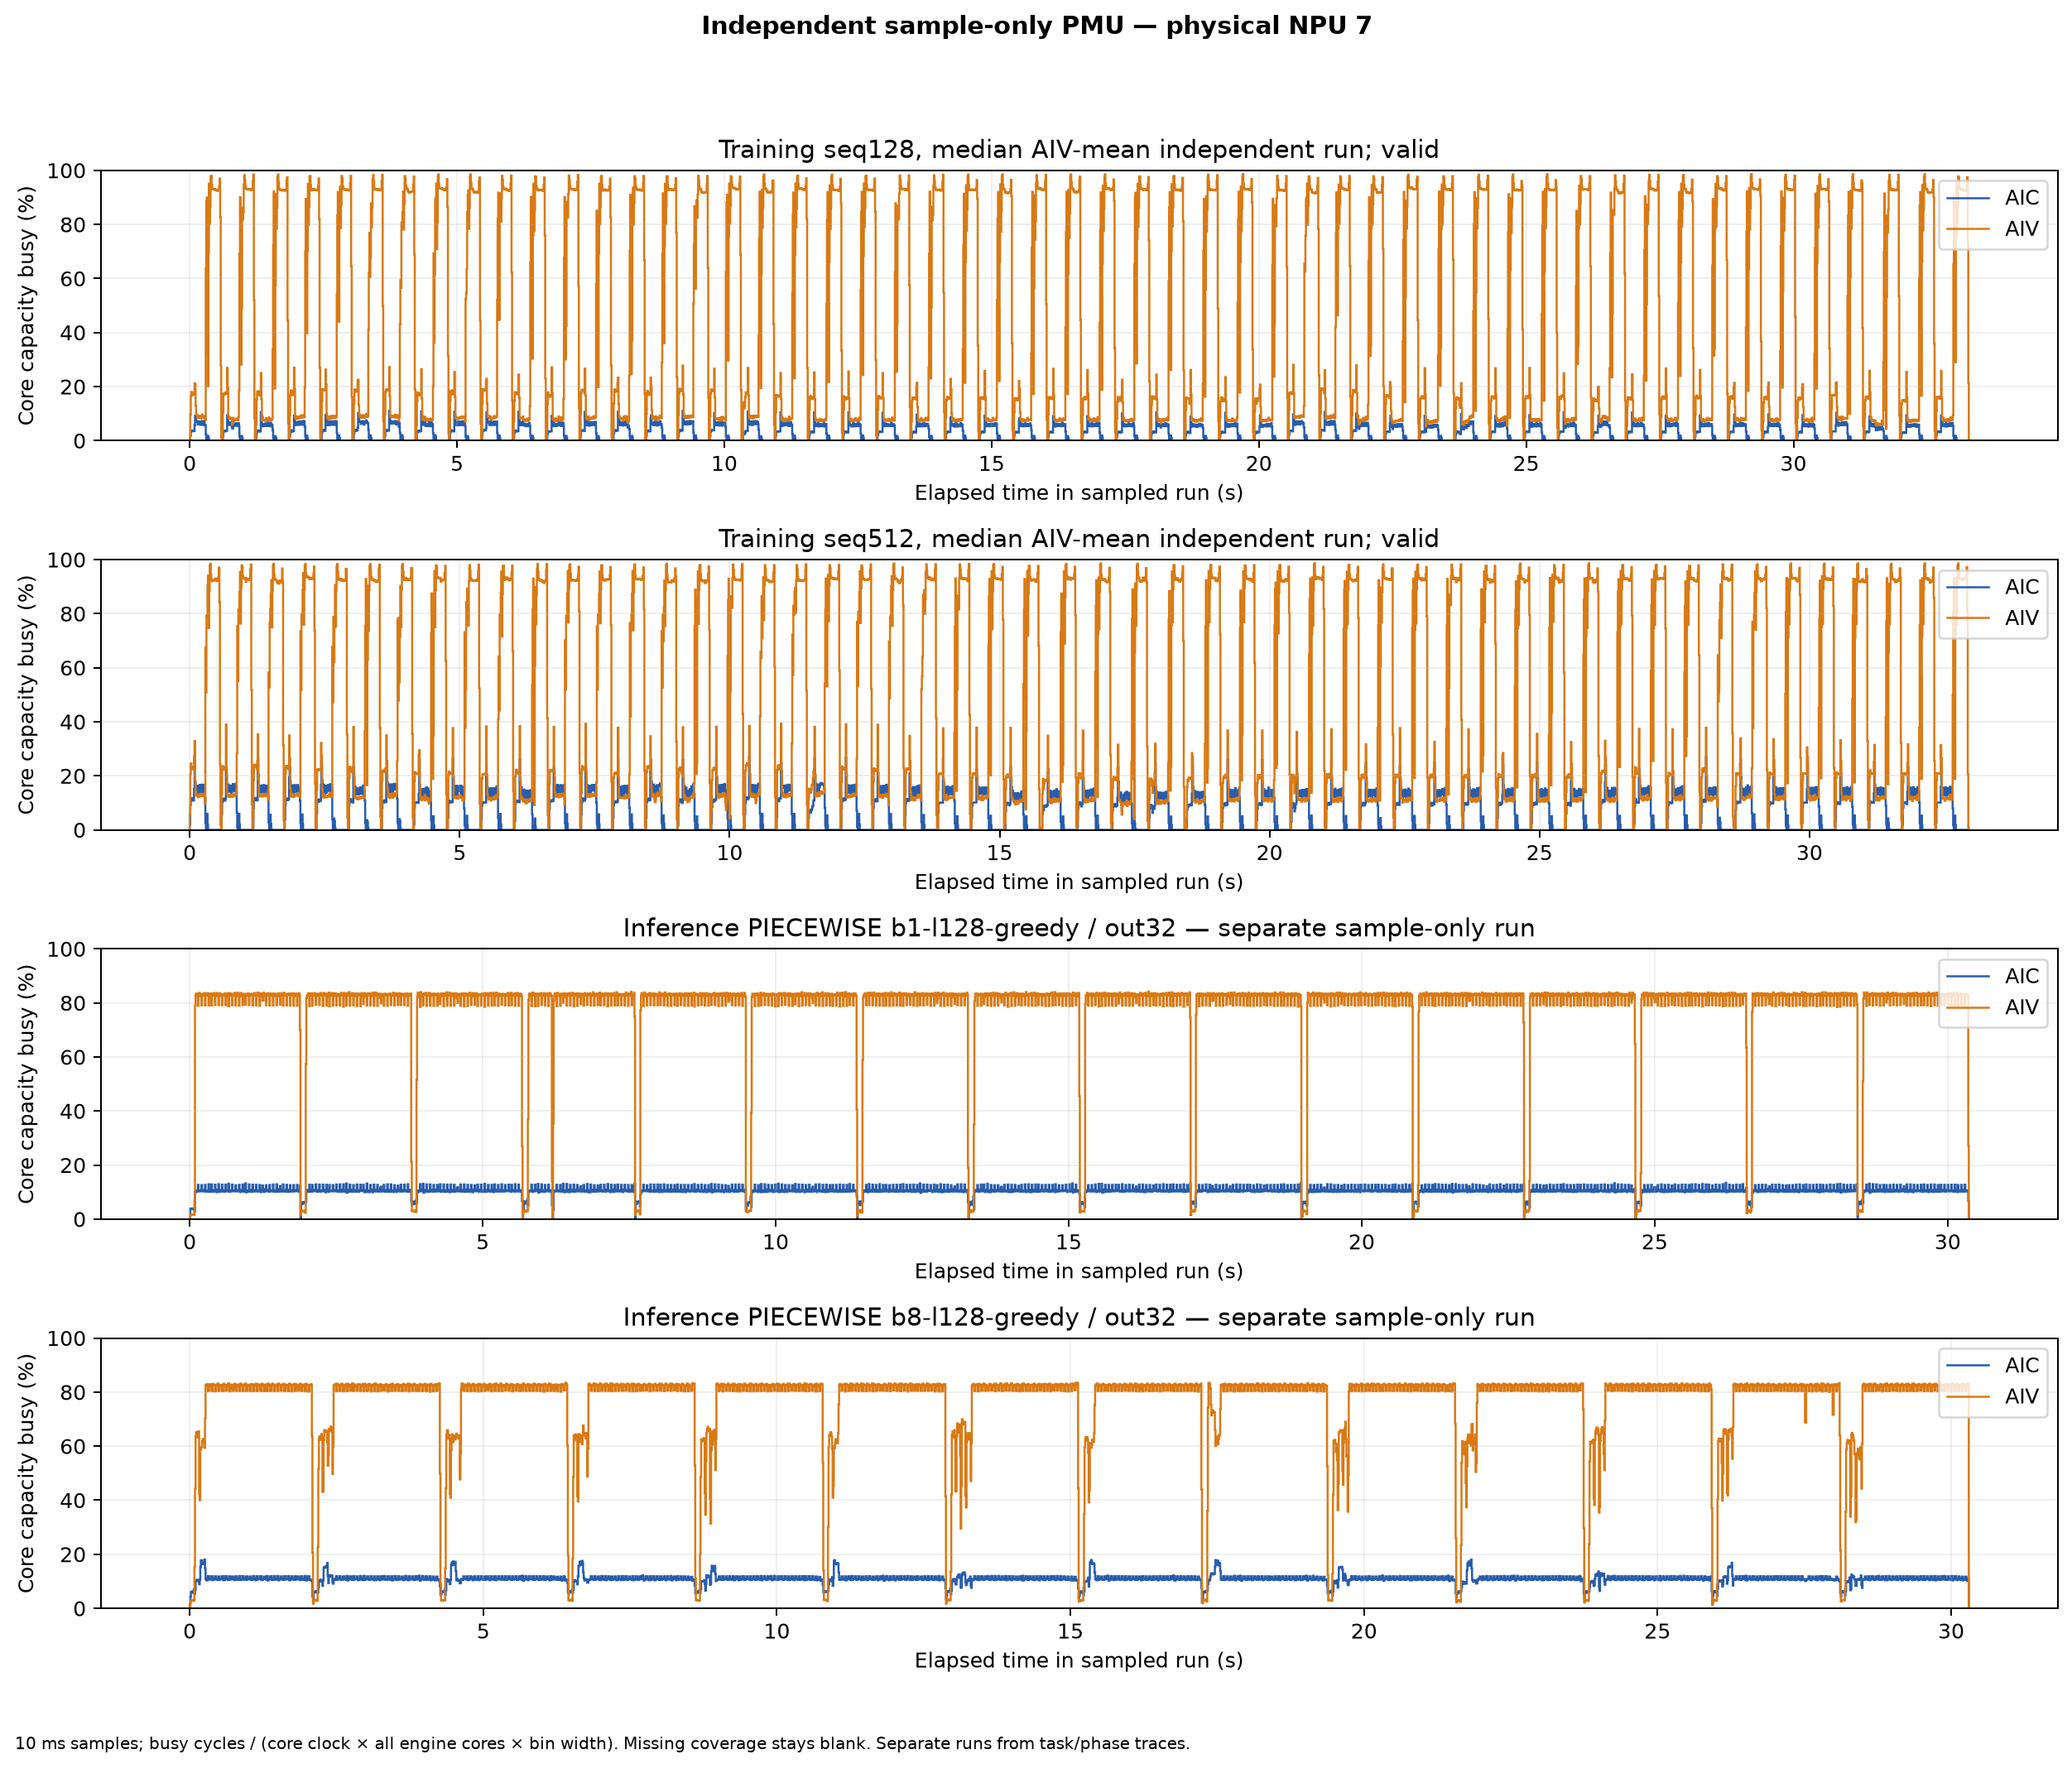 Independent sample-only PMU — physical NPU 7
Training seq128, median AIV-mean independent run; valid
Core capacity busy (%)
100
80
60
40
20
0
AIC
AIV
0 5 10 15 20 25 30
Elapsed time in sampled run (s)
Training seq512, median AIV-mean independent run; valid
Core capacity busy (%)
100
80
60
40
20
0
AIC
AIV
0 5 10 15 20 25 30
Elapsed time in sampled run (s)
Inference PIECEWISE b1-l128-greedy / out32 — separate sample-only run
Core capacity busy (%)
100
80
60
40
20
0
AIC
AIV
0 5 10 15 20 25 30
Elapsed time in sampled run (s)
Inference PIECEWISE b8-l128-greedy / out32 — separate sample-only run
Core capacity busy (%)
100
80
60
40
20
0
AIC
AIV
0 5 10 15 20 25 30
Elapsed time in sampled run (s)
10 ms samples; busy cycles / (core clock × all engine cores × bin width). Missing coverage stays blank. Separate runs from task/phase traces.